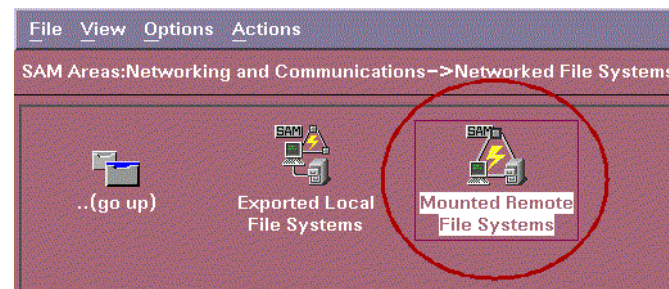 File View Options Actions
SAM Areas:Networking and Communications->Networked File Systems
SAM
SAM
..(go up)
Exported Local
File Systems
Mounted Remote
File Systems